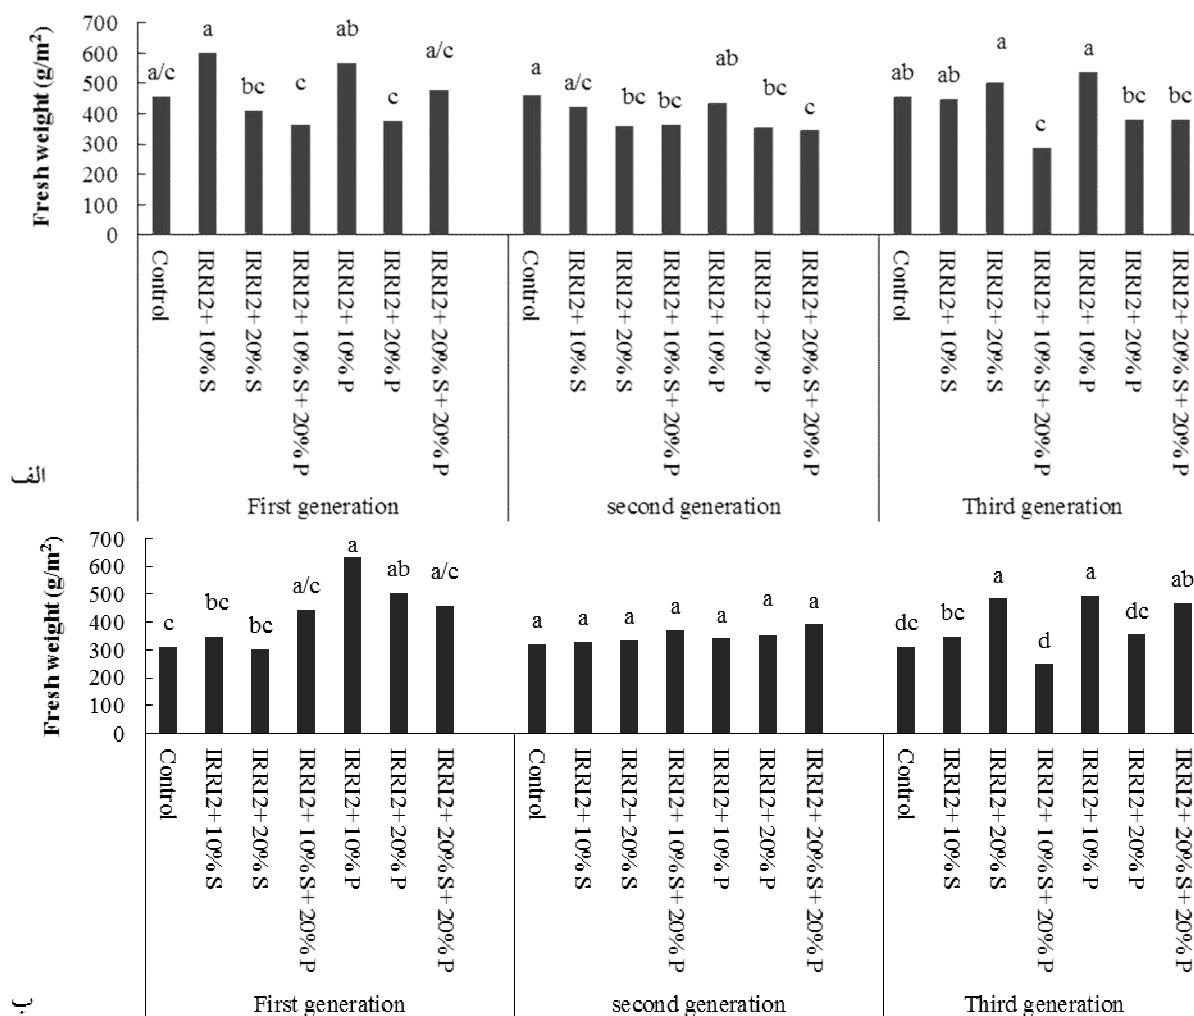 Fresh weight (g/m²)
700
600
500
400
300
200
100
0
a/c
a
bc
c
ab
c
a/c
a
a/c
bc
bc
ab
bc
c
ab
ab
a
c
a
bc
bc
Control
IRRI2+ 10% S
IRRI2+ 20% S
IRRI2+ 10% S+ 20% P
IRRI2+ 10% P
IRRI2+ 20% P
IRRI2+ 20% S+ 20% P
Control
IRRI2+ 10% S
IRRI2+ 20% S
IRRI2+ 10% S+ 20% P
IRRI2+ 10% P
IRRI2+ 20% P
IRRI2+ 20% S+ 20% P
Control
IRRI2+ 10% S
IRRI2+ 20% S
IRRI2+ 10% S+ 20% P
IRRI2+ 10% P
IRRI2+ 20% P
IRRI2+ 20% S+ 20% P
First generation
second generation
Third generation
الف
Fresh weight (g/m²)
700
600
500
400
300
200
100
0
c
bc
bc
a/c
a
ab
a/c
a
a
a
a
a
a
a
dc
bc
a
d
a
dc
ab
Control
IRRI2+ 10% S
IRRI2+ 20% S
IRRI2+ 10% S+ 20% P
IRRI2+ 10% P
IRRI2+ 20% P
IRRI2+ 20% S+ 20% P
Control
IRRI2+ 10% S
IRRI2+ 20% S
IRRI2+ 10% S+ 20% P
IRRI2+ 10% P
IRRI2+ 20% P
IRRI2+ 20% S+ 20% P
Control
IRRI2+ 10% S
IRRI2+ 20% S
IRRI2+ 10% S+ 20% P
IRRI2+ 10% P
IRRI2+ 20% P
IRRI2+ 20% S+ 20% P
First generation
second generation
Third generation
ب